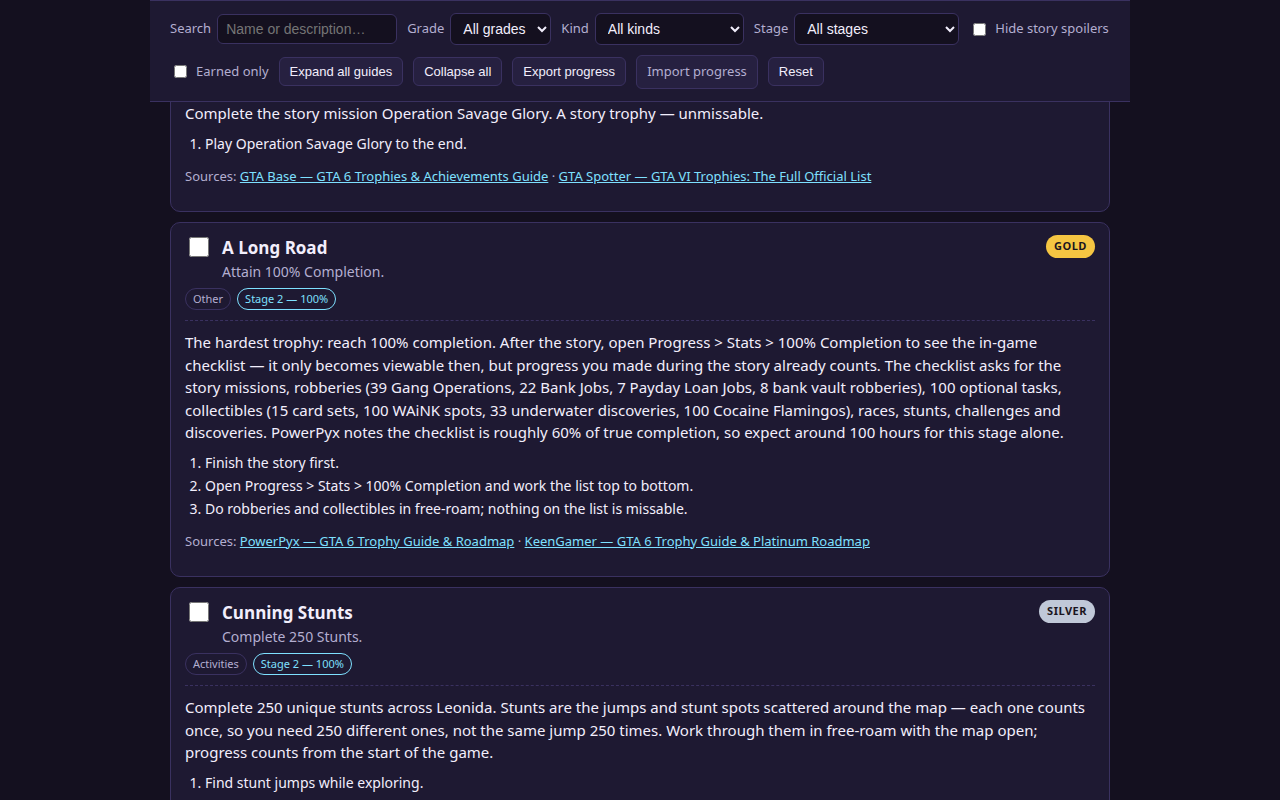 Search Name or description… Grade All grades Kind All kinds Stage All stages Hide story spoilers
Earned only Expand all guides Collapse all Export progress Import progress Reset
Complete the story mission Operation Savage Glory. A story trophy — unmissable.
1. Play Operation Savage Glory to the end.
Sources: GTA Base — GTA 6 Trophies & Achievements Guide · GTA Spotter — GTA VI Trophies: The Full Official List
A Long Road GOLD
Attain 100% Completion.
Other Stage 2 — 100%
The hardest trophy: reach 100% completion. After the story, open Progress > Stats > 100% Completion to see the in-game
checklist — it only becomes viewable then, but progress you made during the story already counts. The checklist asks for the
story missions, robberies (39 Gang Operations, 22 Bank Jobs, 7 Payday Loan Jobs, 8 bank vault robberies), 100 optional tasks,
collectibles (15 card sets, 100 WAiNK spots, 33 underwater discoveries, 100 Cocaine Flamingos), races, stunts, challenges and
discoveries. PowerPyx notes the checklist is roughly 60% of true completion, so expect around 100 hours for this stage alone.
1. Finish the story first.
2. Open Progress > Stats > 100% Completion and work the list top to bottom.
3. Do robberies and collectibles in free-roam; nothing on the list is missable.
Sources: PowerPyx — GTA 6 Trophy Guide & Roadmap · KeenGamer — GTA 6 Trophy Guide & Platinum Roadmap
Cunning Stunts SILVER
Complete 250 Stunts.
Activities Stage 2 — 100%
Complete 250 unique stunts across Leonida. Stunts are the jumps and stunt spots scattered around the map — each one counts
once, so you need 250 different ones, not the same jump 250 times. Work through them in free-roam with the map open;
progress counts from the start of the game.
1. Find stunt jumps while exploring.